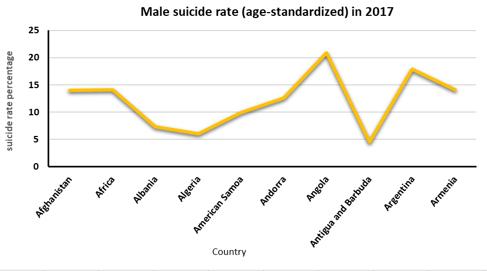 Male suicide rate (age-standardized) in 2017
suicide rate percentage
25
20
15
10
5
0
Afghanistan
Africa
Albania
Algeria
American Samoa
Andorra
Angola
Antigua and Barbuda
Argentina
Armenia
Country